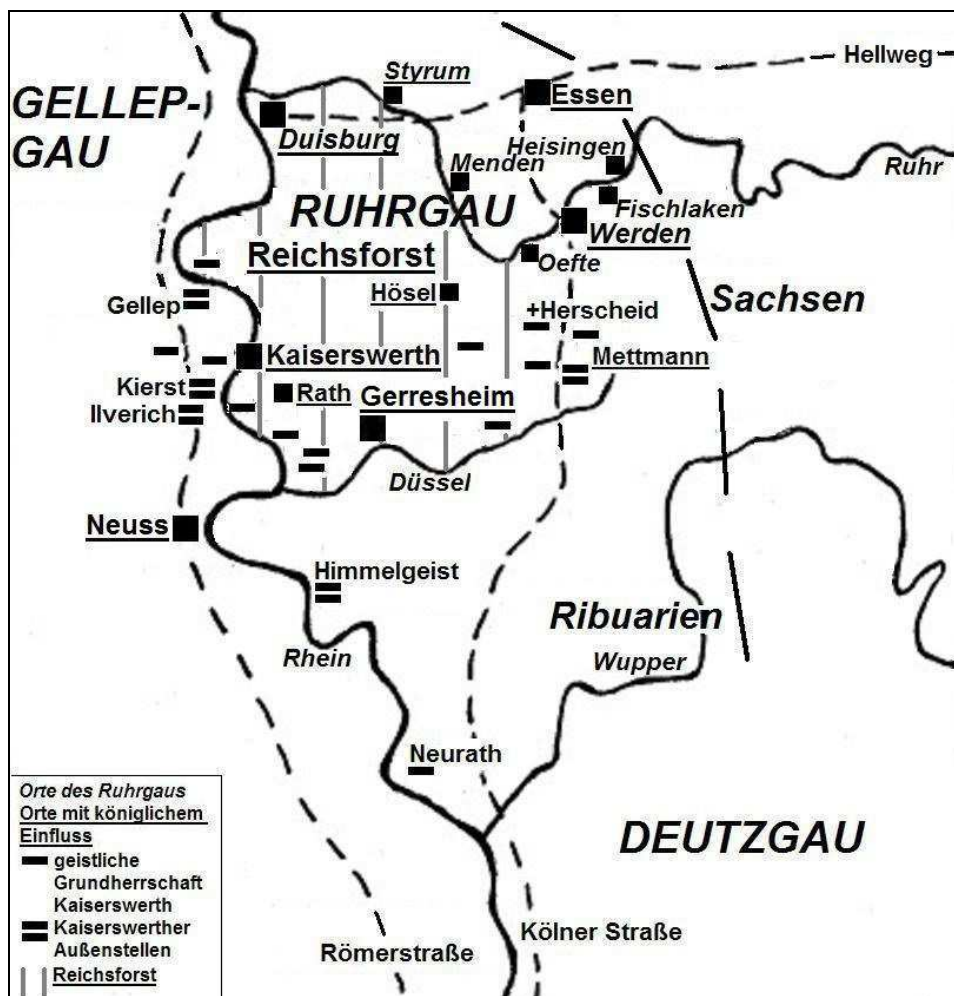 Hellweg
GELLEP-
GAU
Styrum
Essen
Duisburg
Heisingen
Menden
Ruhr
RUHRGAU
Fischlaken
Werden
Reichsforst
Oefte
Hösel
Sachsen
Gellep
+Herscheid
Kaiserswerth
Mettmann
Kierst
Rath
Gerresheim
Ilverich
Düssel
Neuss
Himmelgeist
Ribuarien
Rhein
Wupper
Neurath
DEUTZGAU
Kölner Straße
Römerstraße
Orte des Ruhrgaus
Orte mit königlichem
Einfluss
geistliche
Grundherrschaft
Kaiserswerth
Kaiserswerther
Außenstellen
Reichsforst